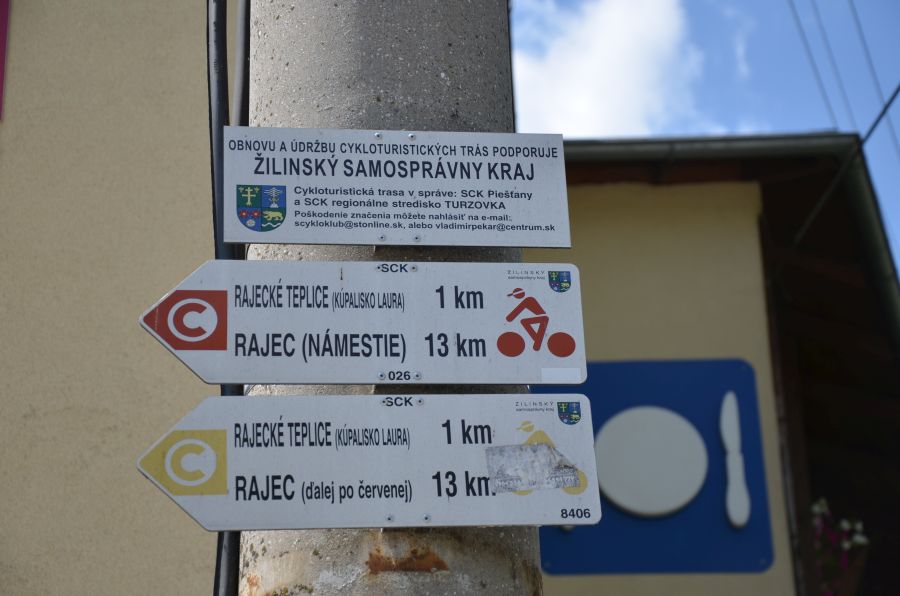 OBNOVU A ÚDRŽBU CYKLOTURISTICKÝCH TRÁS PODPORUJE
ŽILINSKÝ SAMOSPRÁVNY KRAJ
Cykloturistická trasa v správe: SCK Piešťany
a SCK regionálne stredisko TURZOVKA
Poškodenie značenia môžete nahlásiť na e-mail:
scykloklub@stonline.sk, alebo vladimirpekar@centrum.sk
SCK
ŽILINSKÝ
samosprávny kraj
C
RAJECKÉ TEPLICE (KÚPALISKO LAURA) 1 km
RAJEC (NÁMESTIE) 13 km
026
SCK
ŽILINSKÝ
samosprávny kraj
C
RAJECKÉ TEPLICE (KÚPALISKO LAURA) 1 km
RAJEC (ďalej po červenej) 13 km
8406